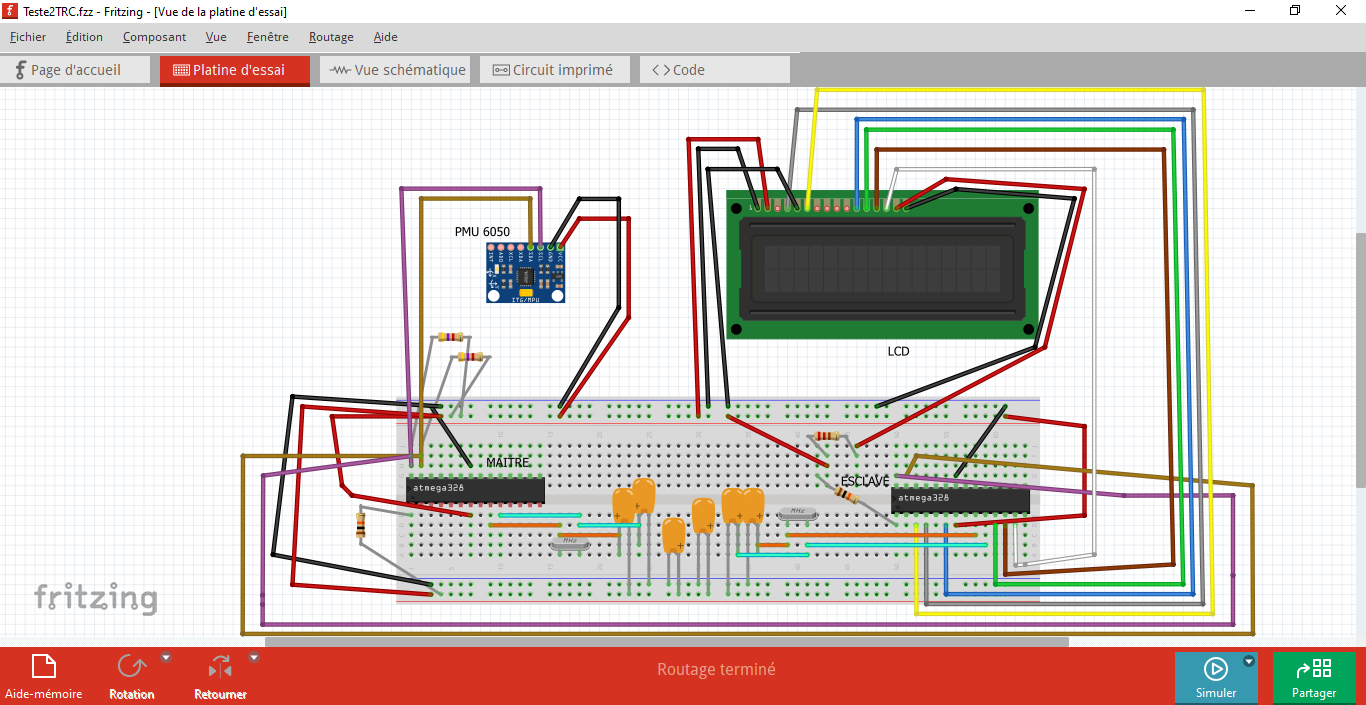 Teste2TRC.fzz - Fritzing - [Vue de la platine d'essai]
Fichier Édition Composant Vue Fenêtre Routage Aide
Page d'accueil Platine d'essai Vue schématique Circuit imprimé <> Code
PMU 6050
ITG/MPU
LCD
MAITRE
ESCLAVE
atmega328
atmega328
MHz
MHz
fritzing
Routage terminé
Aide-mémoire Rotation Retourner Simuler Partager